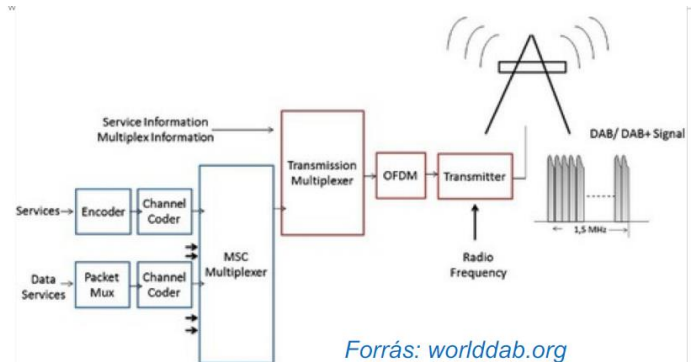 Service Information
Multiplex Information
Transmission
Multiplexer
OFDM
Transmitter
DAB/ DAB+ Signal
1,5 MHz
Radio
Frequency
Services
Encoder
Channel
Coder
MSC
Multiplexer
Data
Services
Packet
Mux
Channel
Coder
Forrás: worlddab.org